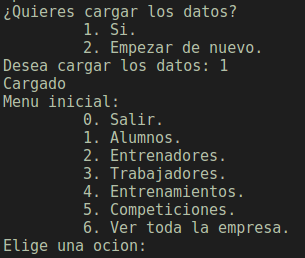 ¿Quieres cargar los datos?
1. Si.
2. Empezar de nuevo.
Desea cargar los datos: 1
Cargado
Menu inicial:
0. Salir.
1. Alumnos.
2. Entrenadores.
3. Trabajadores.
4. Entrenamientos.
5. Competiciones.
6. Ver toda la empresa.
Elige una ocion: